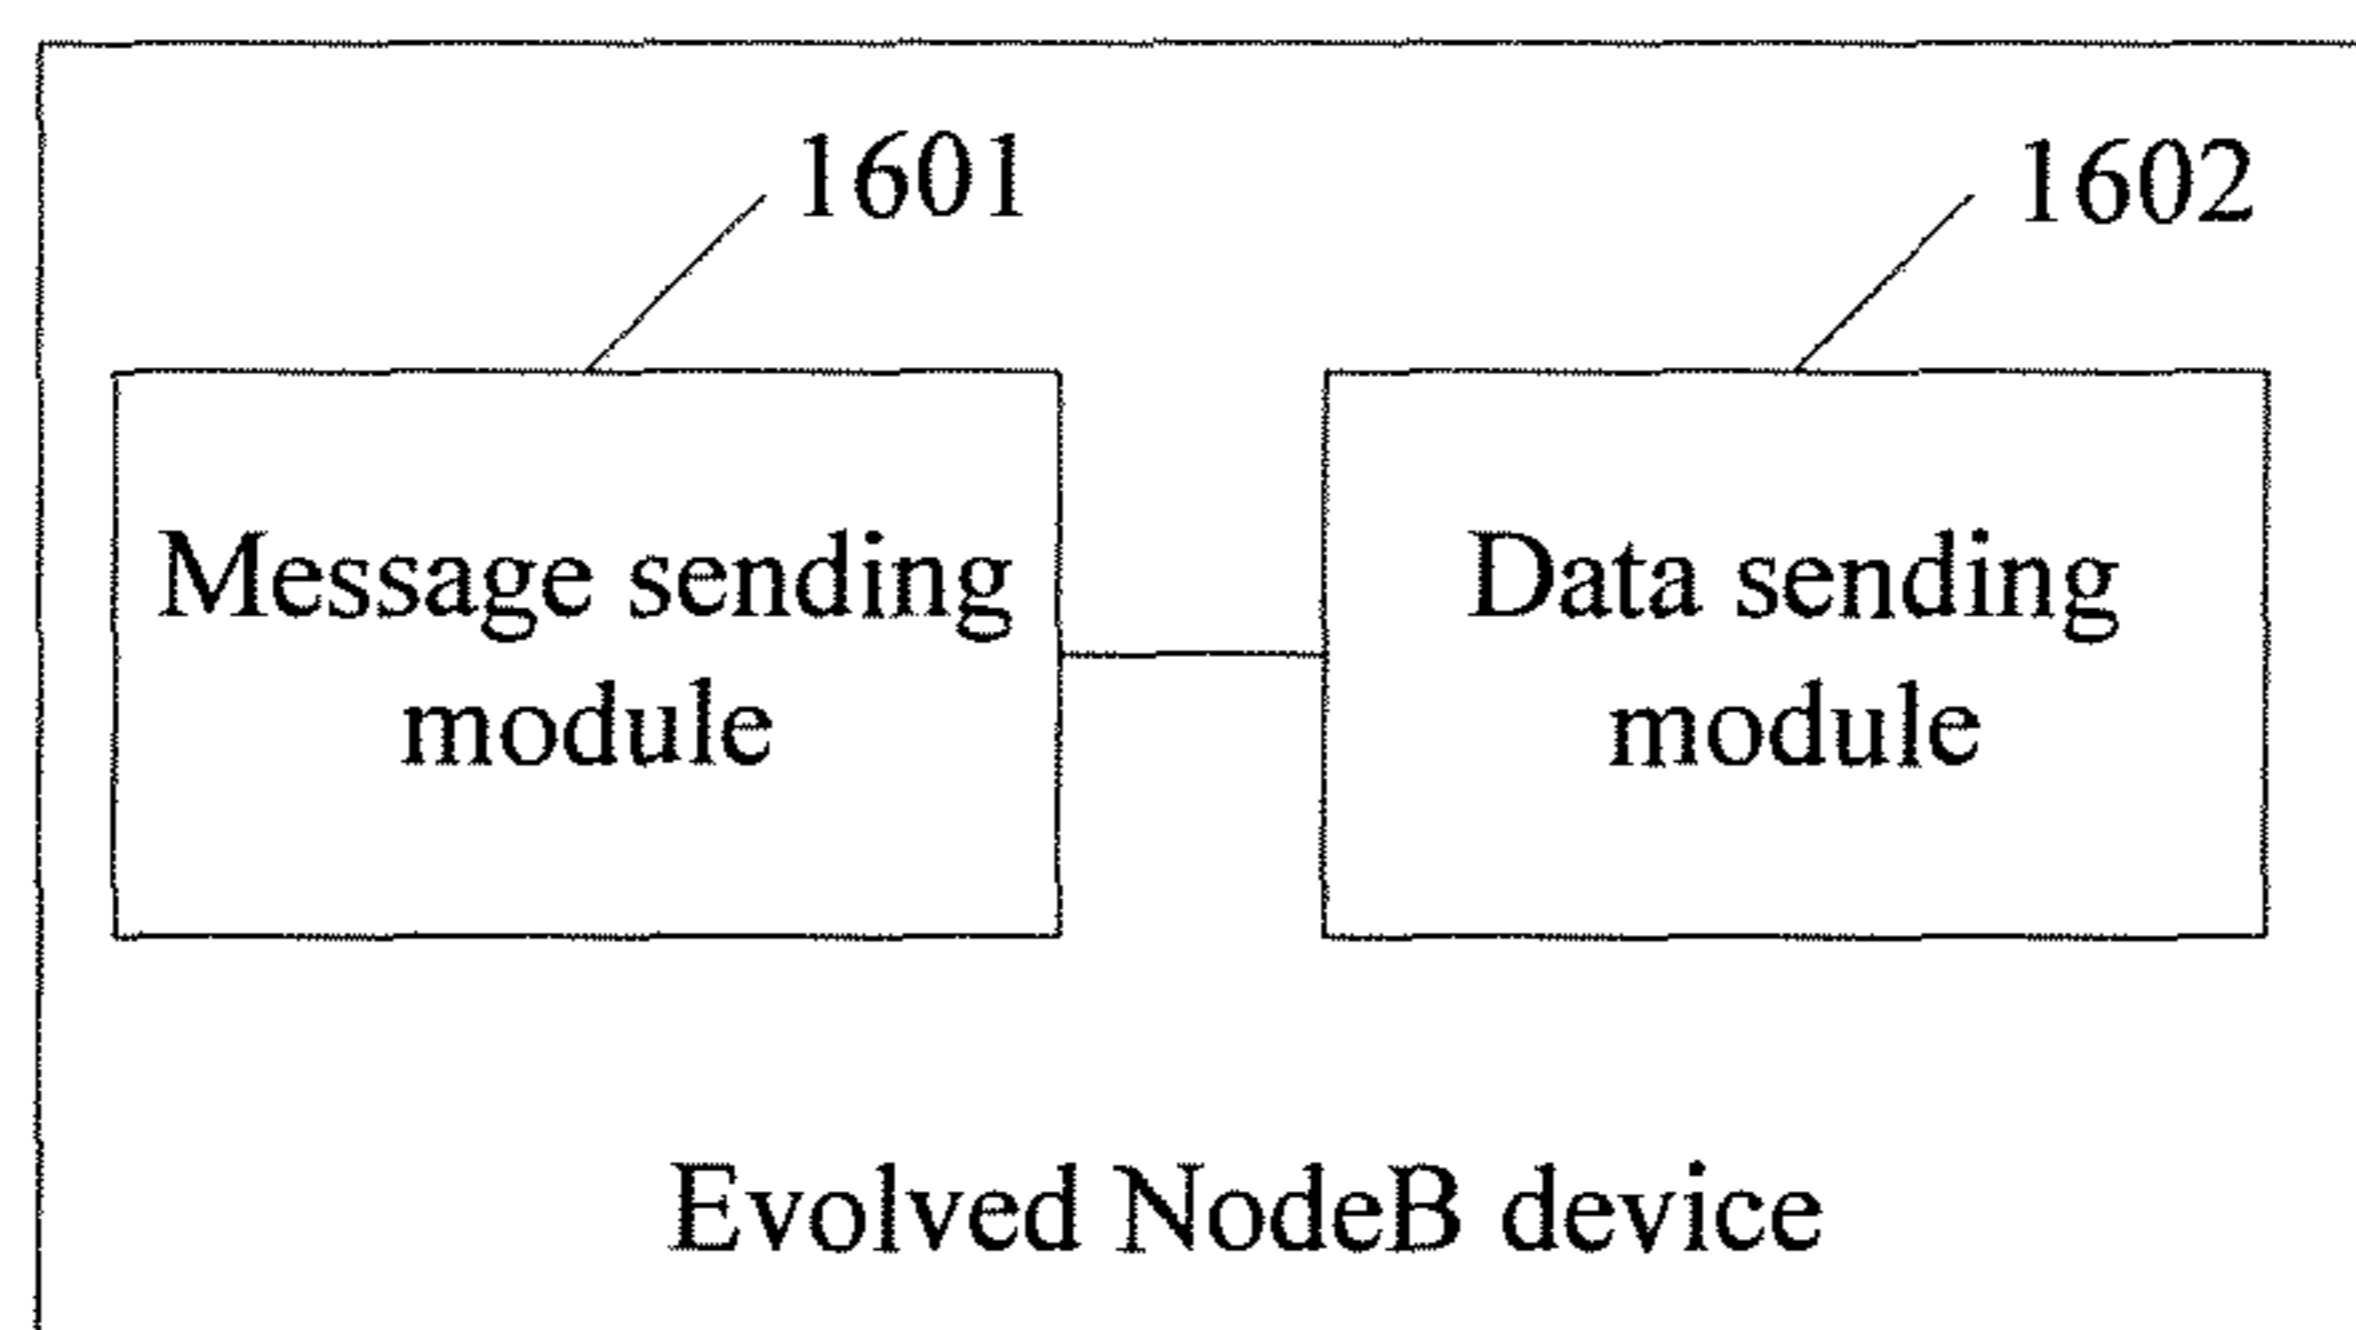 1601
1602
Message sending
module
Data sending
module
Evolved NodeB device